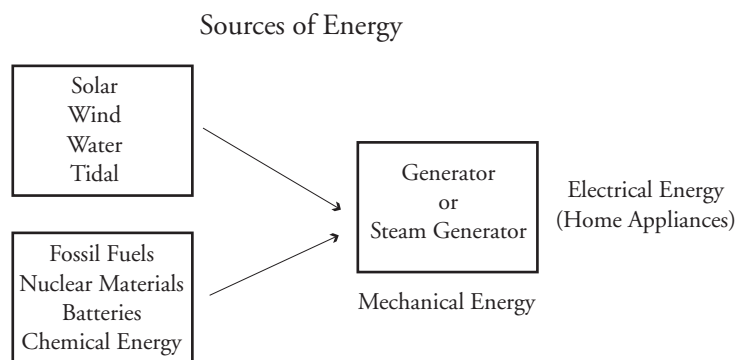 Sources of Energy
Solar
Wind
Water
Tidal
Fossil Fuels
Nuclear Materials
Batteries
Chemical Energy
Generator
or
Steam Generator
Mechanical Energy
Electrical Energy
(Home Appliances)